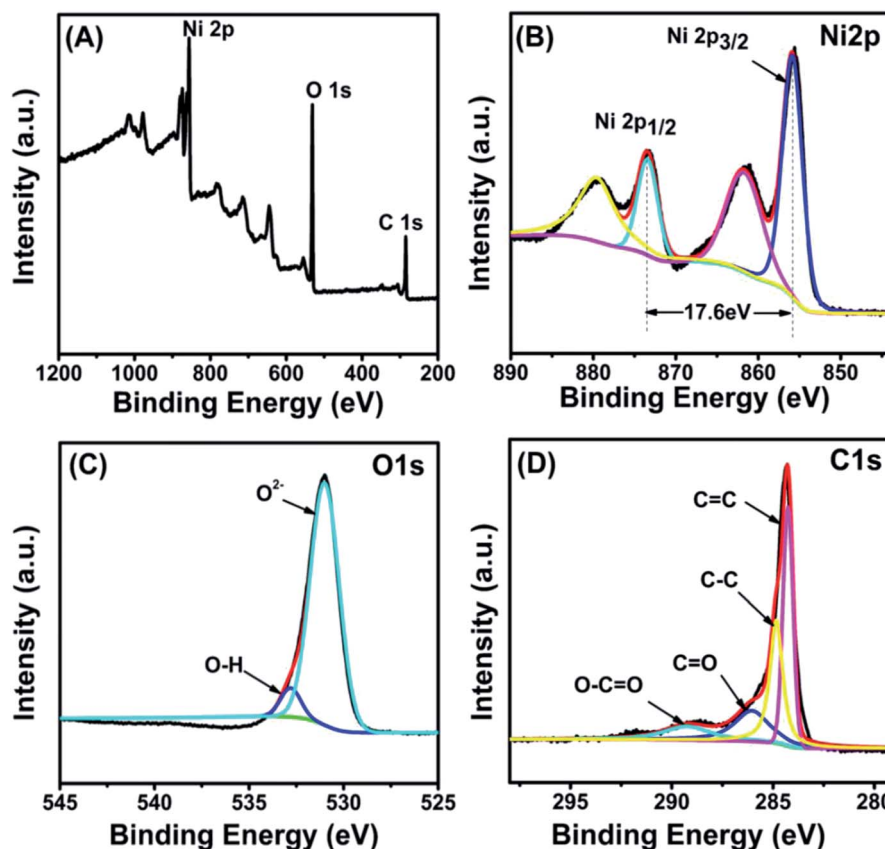 (A)
Ni 2p
O 1s
C 1s
Intensity (a.u.)
1200 1000 800 600 400 200
Binding Energy (eV)
(B)
Ni2p
Ni 2p3/2
Ni 2p1/2
17.6eV
Intensity (a.u.)
890 880 870 860 850
Binding Energy (eV)
(C)
O1s
O2-
O-H
Intensity (a.u.)
545 540 535 530 525
Binding Energy (eV)
(D)
C1s
C=C
C-C
C=O
O-C=O
Intensity (a.u.)
295 290 285 280
Binding Energy (eV)